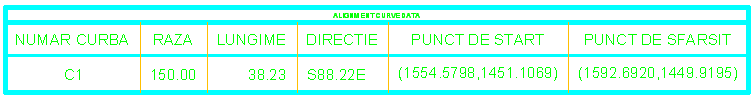 ALIGNMENT CURVE DATA
NUMAR CURBA RAZA LUNGIME DIRECTIE PUNCT DE START PUNCT DE SFARSIT
C1 150.00 38.23 S88.22E (1554.5798,1451.1069) (1592.6920,1449.9195)